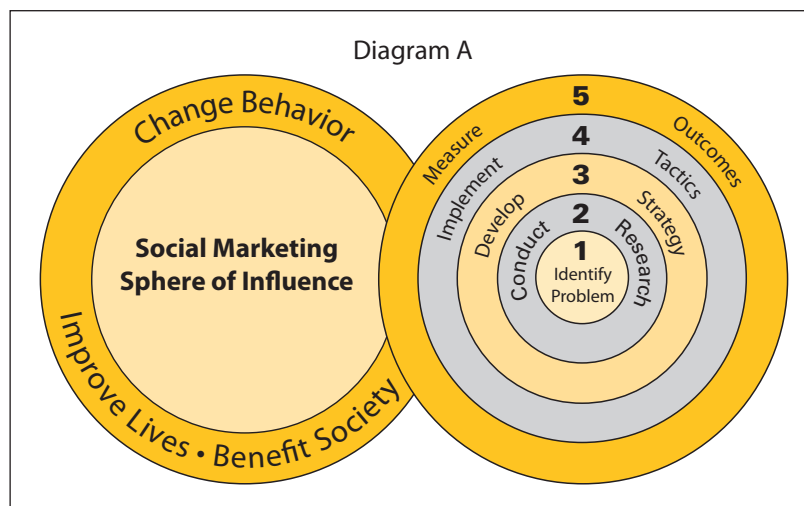 Diagram A
Change Behavior
Social Marketing
Sphere of Influence
Improve Lives • Benefit Society
5
Measure Outcomes
4
Implement Tactics
3
Develop Strategy
2
Conduct Research
1
Identify
Problem